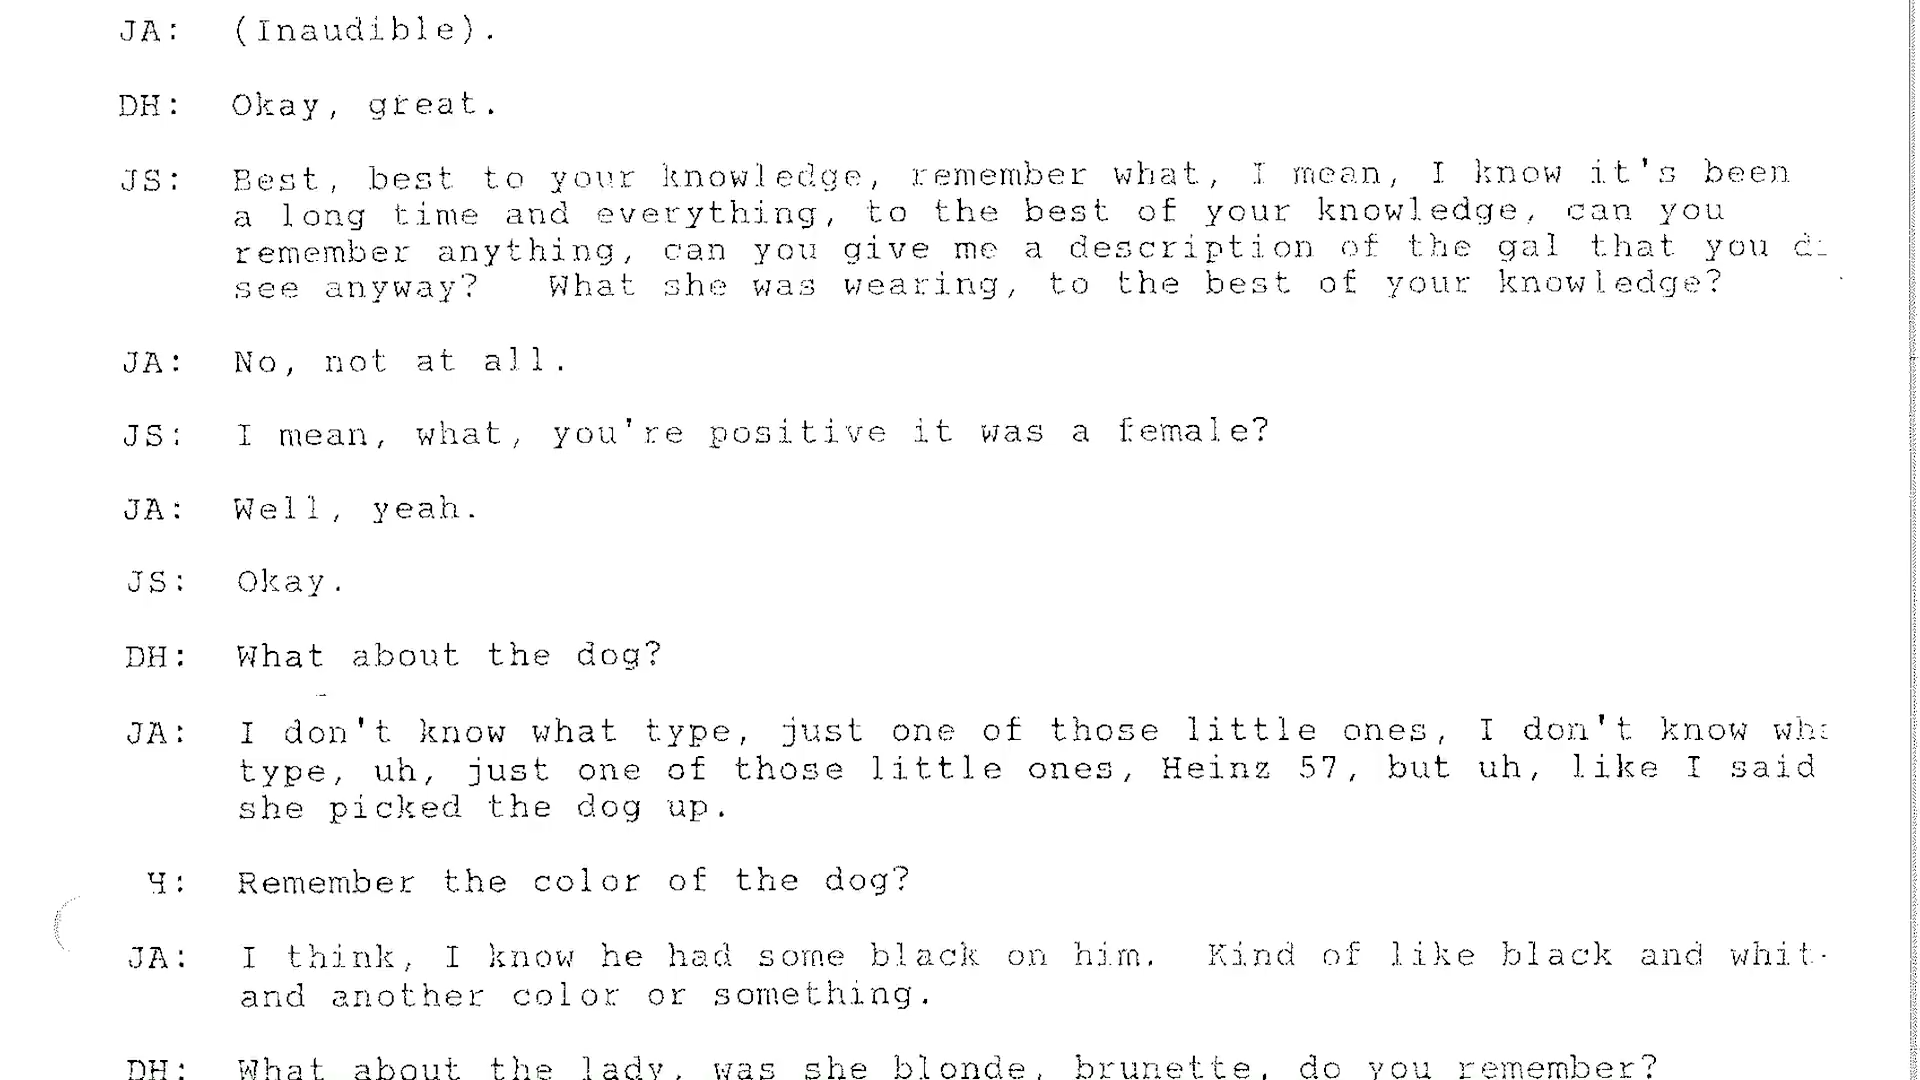 JA: (Inaudible).
DH: Okay, great.
JS: Best, best to your knowledge, remember what, I mean, I know it's been
a long time and everything, to the best of your knowledge, can you
remember anything, can you give me a description of the gal that you
see anyway? What she was wearing, to the best of your knowledge?
JA: No, not at all.
JS: I mean, what, you're positive it was a female?
JA: Well, yeah.
JS: Okay.
DH: What about the dog?
JA: I don't know what type, just one of those little ones, I don't know
type, uh, just one of those little ones, Heinz 57, but uh, like I said
she picked the dog up.
Remember the color of the dog?
JA: I think, I know he had some black on him. Kind of like black and
and another color or something.
DH: What about the lady, was she blonde, brunette, do you remember?